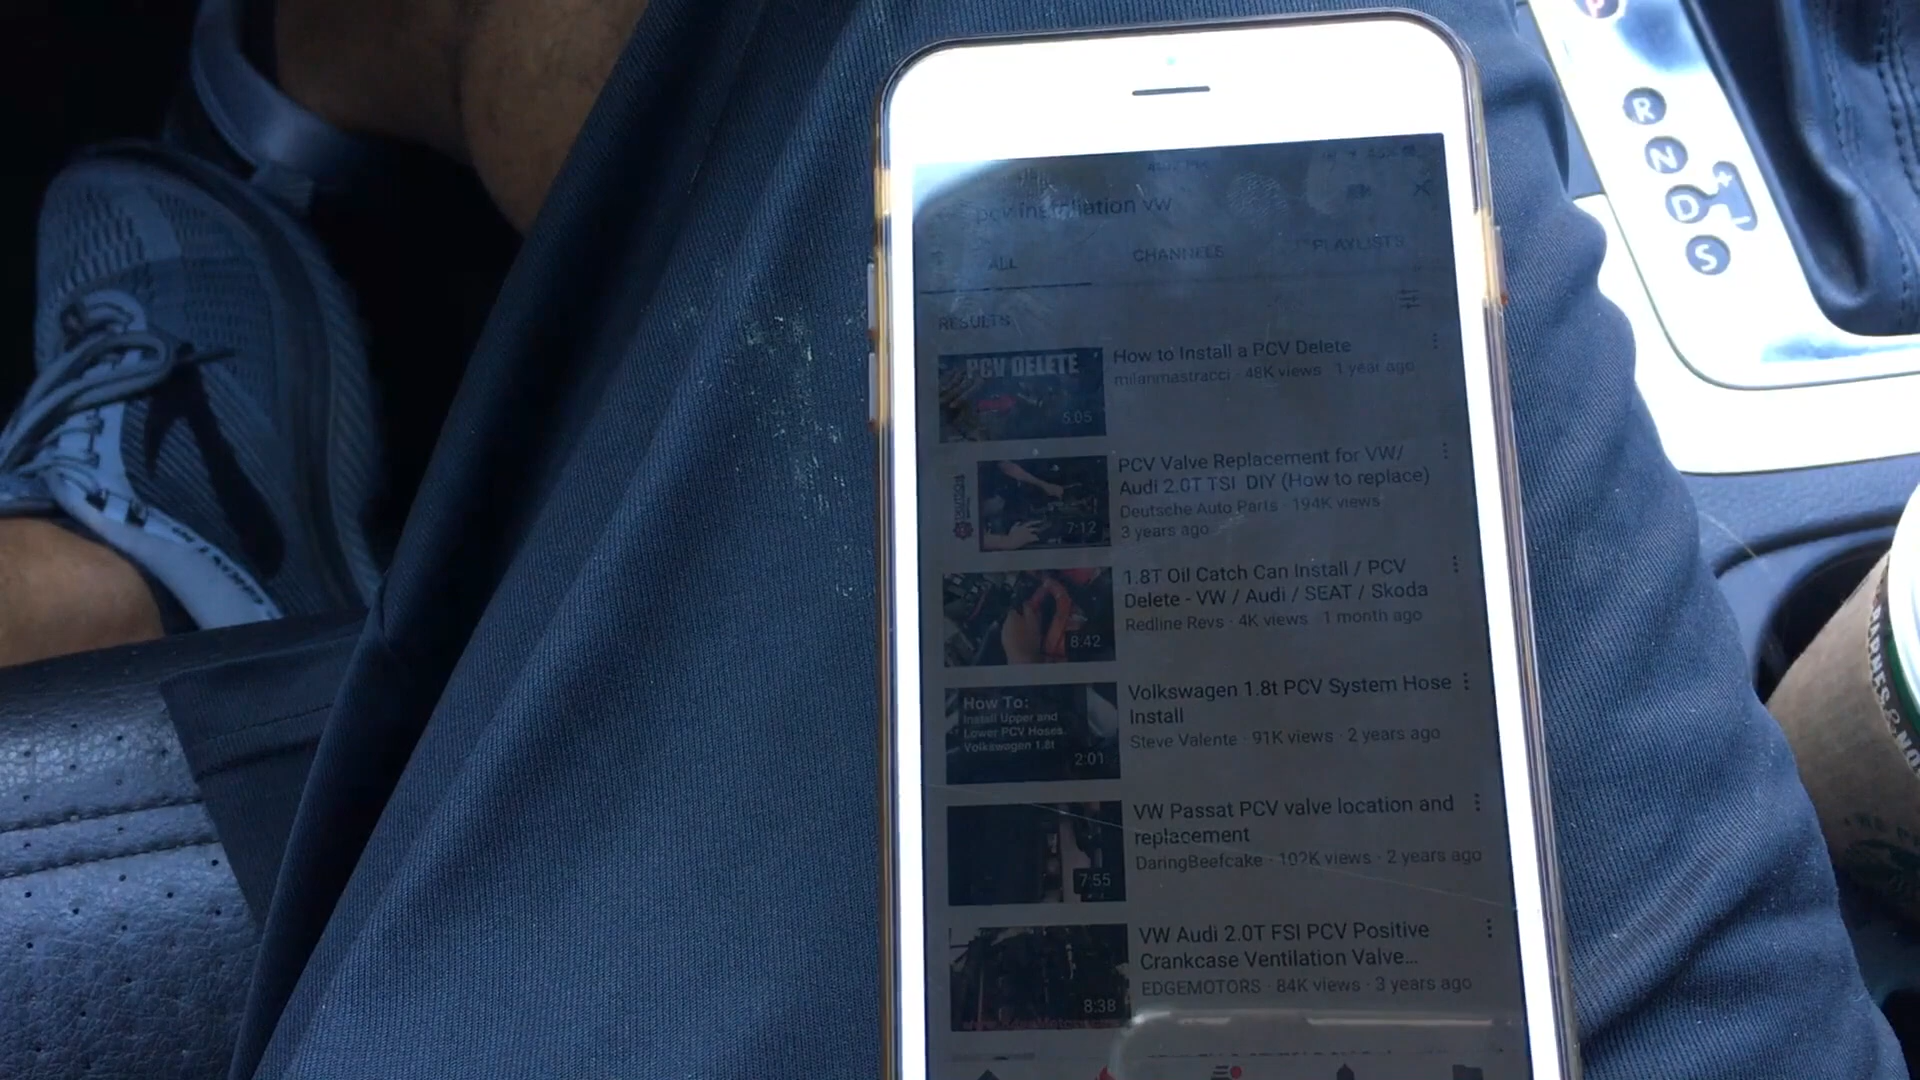 pcv installation vw
ALL
CHANNELS
PLAYLISTS
RESULTS
PCV DELETE
5:05
How to Install a PCV Delete
milanmastracci · 48K views · 1 year ago
7:12
PCV Valve Replacement for VW/
Audi 2.0T TSI DIY (How to replace)
Deutsche Auto Parts · 194K views
3 years ago
8:42
1.8T Oil Catch Can Install / PCV
Delete - VW / Audi / SEAT / Skoda
Redline Revs · 4K views · 1 month ago
How To:
Install Upper and
Lower PCV Hoses.
Volkswagen 1.8t
2:01
Volkswagen 1.8t PCV System Hose
Install
Steve Valente · 91K views · 2 years ago
7:55
VW Passat PCV valve location and
replacement
DaringBeefcake · 102K views · 2 years ago
8:38
VW Audi 2.0T FSI PCV Positive
Crankcase Ventilation Valve...
EDGEMOTORS · 84K views · 3 years ago
P
R
N
D
+
-
S